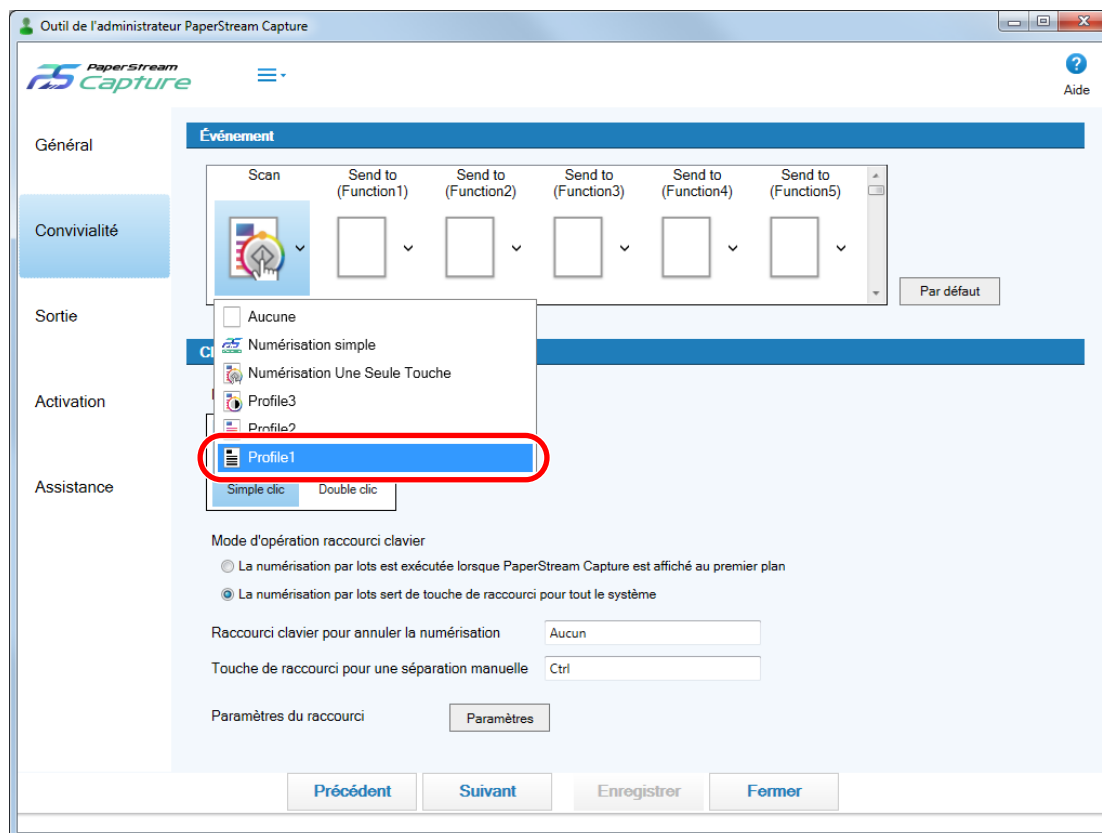 Outil de l'administrateur PaperStream Capture
PaperStream
Capture
Aide
Général
Convivialité
Sortie
Activation
Assistance
Événement
Scan
Send to
(Function1)
Send to
(Function2)
Send to
(Function3)
Send to
(Function4)
Send to
(Function5)
Par défaut
Aucune
Numérisation simple
Numérisation Une Seule Touche
Profile3
Profile2
Profile1
Simple clic
Double clic
Mode d'opération raccourci clavier
La numérisation par lots est exécutée lorsque PaperStream Capture est affiché au premier plan
La numérisation par lots sert de touche de raccourci pour tout le système
Raccourci clavier pour annuler la numérisation
Aucun
Touche de raccourci pour une séparation manuelle
Ctrl
Paramètres du raccourci
Paramètres
Précédent
Suivant
Enregistrer
Fermer